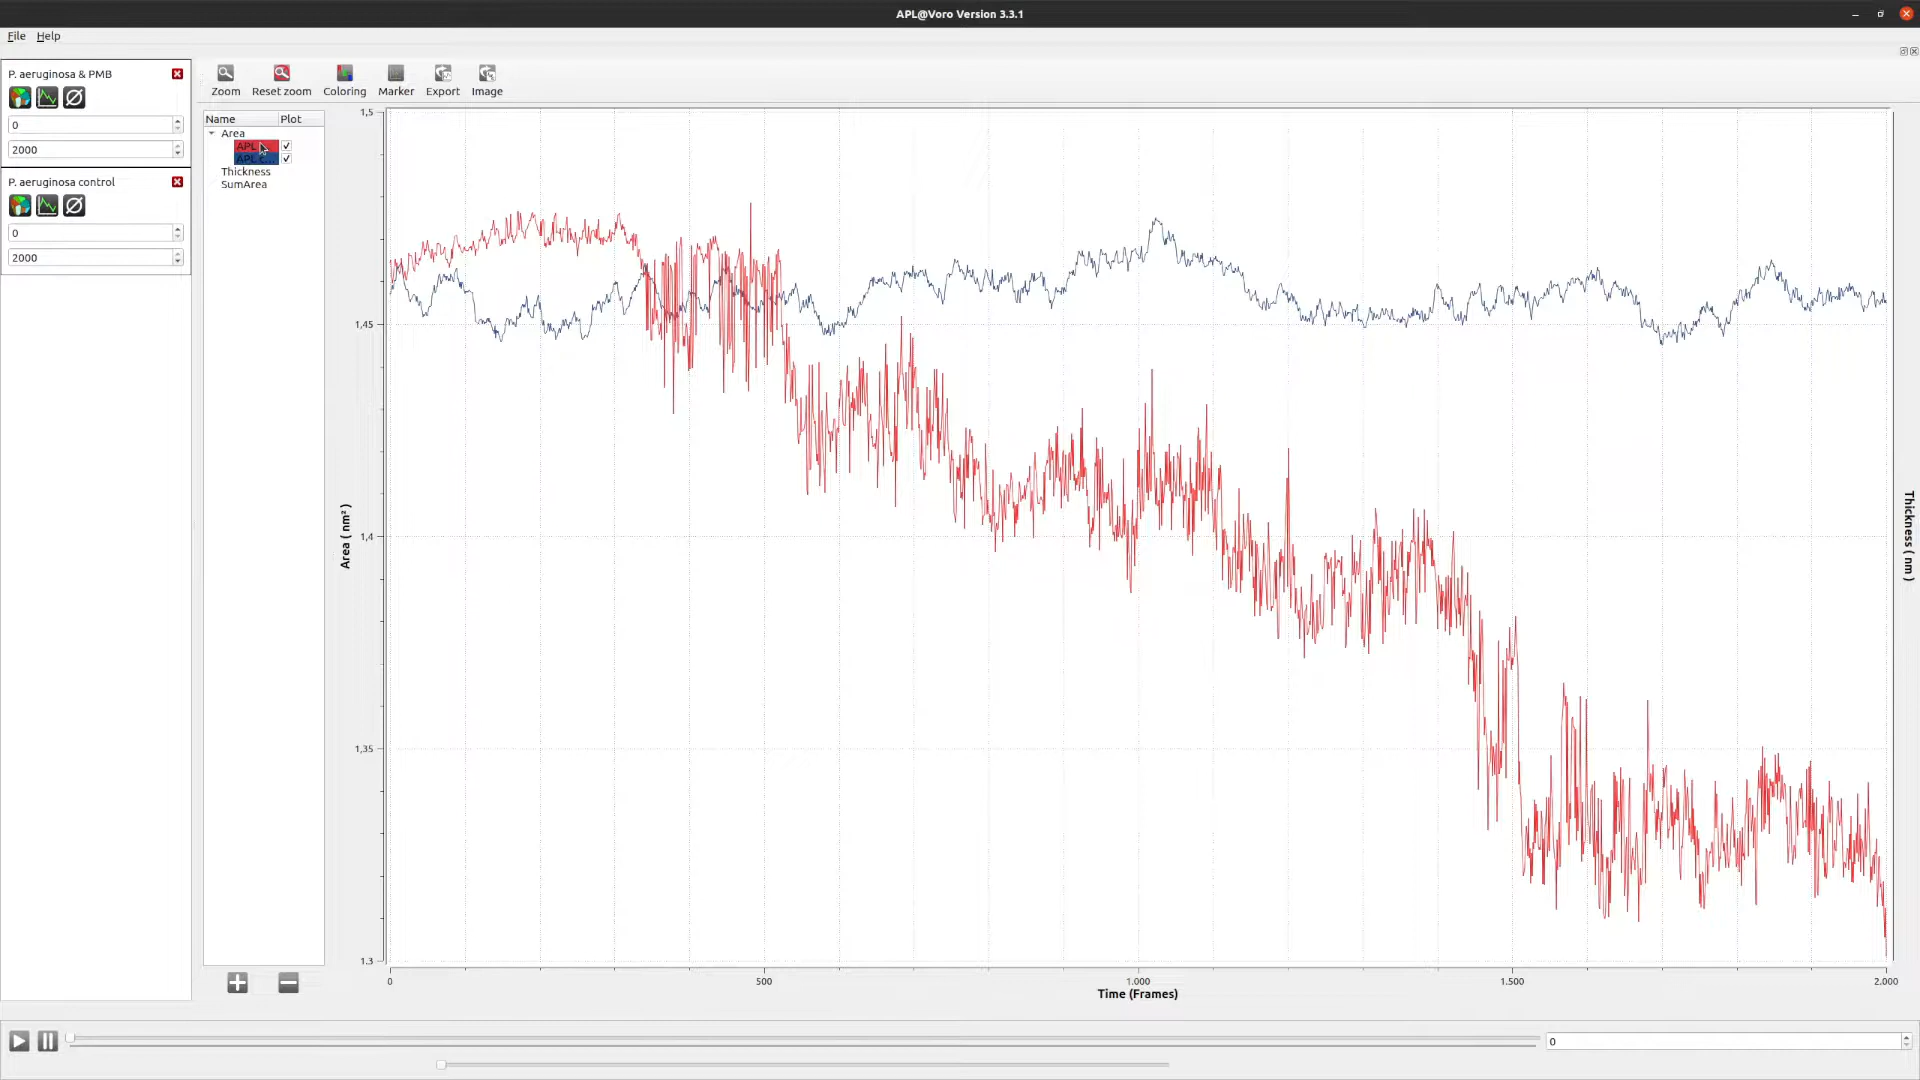 APL@Voro Version 3.3.1
File Help
P. aeruginosa & PMB
0
2000
P. aeruginosa control
0
2000
Zoom Reset zoom Coloring Marker Export Image
Name Plot
Area
APL
APL c...
Thickness
SumArea
1,5
1,45
1,4
1,35
1.3
Area ( nm² )
Thickness ( nm )
0 500 1.000 1.500 2.000
Time (Frames)
0